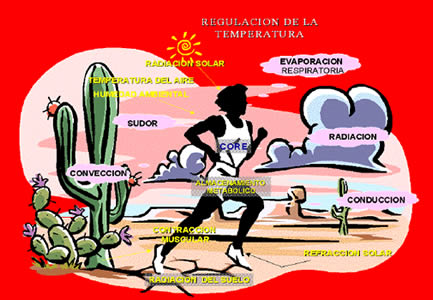 REGULACION DE LA
TEMPERATURA
RADIACION SOLAR
EVAPORACION
RESPIRATORIA
TEMPERATURA DEL AIRE
HUMEDAD AMBIENTAL
SUDOR
RADIACION
CORE
CONVECCION
ALMACENAMIENTO
METABOLICO
CONDUCCION
CONTRACCION
MUSCULAR
REFRACCION SOLAR
RADIACION DEL SUELO